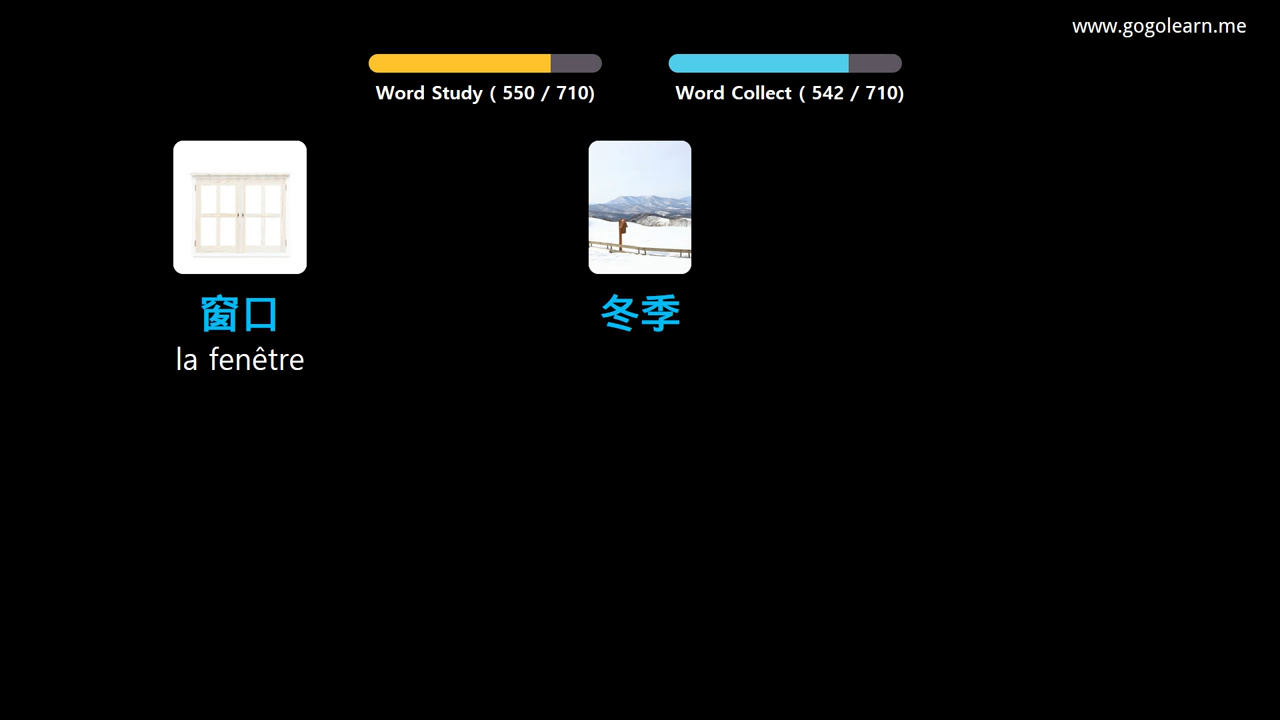 www.gogolearn.me
Word Study ( 550 / 710)
Word Collect ( 542 / 710)
窗口
la fenêtre
冬季